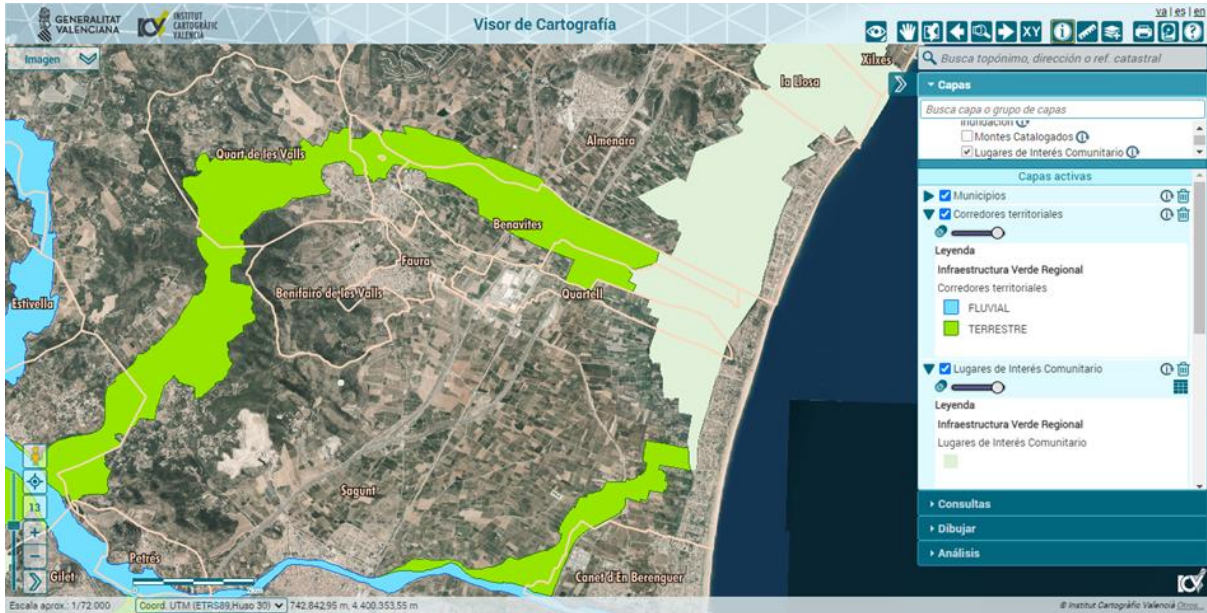 va | es | en
GENERALITAT
VALENCIANA
INSTITUT
CARTOGRÀFIC
VALENCIÀ
Visor de Cartografía
XY
Imagen
Busca topónimo, dirección o ref. catastral
Capas
Busca capa o grupo de capas
Inundación
Montes Catalogados
Lugares de Interés Comunitario
Capas activas
Municipios
Corredores territoriales
Leyenda
Infraestructura Verde Regional
Corredores territoriales
FLUVIAL
TERRESTRE
Lugares de Interés Comunitario
Leyenda
Infraestructura Verde Regional
Lugares de Interés Comunitario
Consultas
Dibujar
Análisis
Xilxes
la Llosa
Almenara
Quart de les Valls
Benavites
Faura
Estivella
Benifairó de les Valls
Quartell
Sagunt
13
Petrés
Gilet
Canet d'En Berenguer
Escala aprox.: 1/72.000
Coord. UTM (ETRS89,Huso 30)
742.842,95 m, 4.400.353,55 m
© Institut Cartogràfic Valencià Otros...